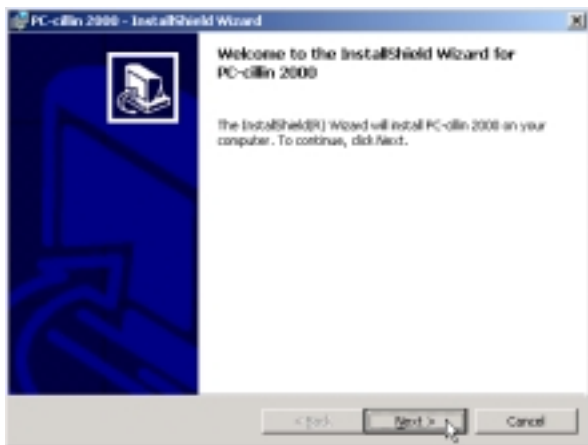 PC-cillin 2000 - InstallShield Wizard
Welcome to the InstallShield Wizard for
PC-cillin 2000
The InstallShield(R) Wizard will install PC-cillin 2000 on your
computer. To continue, click Next.
< Back
Next >
Cancel